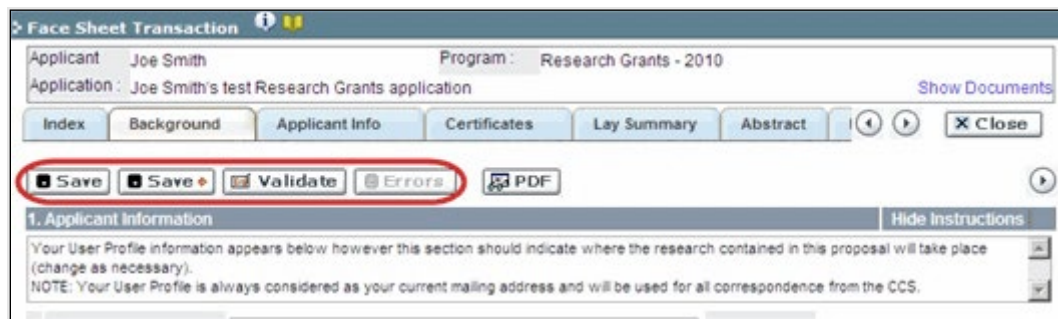 Face Sheet Transaction
Applicant Joe Smith Program : Research Grants - 2010
Application : Joe Smith's test Research Grants application Show Documents
Index Background Applicant Info Certificates Lay Summary Abstract Close
Save Save Validate Errors PDF
1. Applicant Information Hide Instructions
Your User Profile information appears below however this section should indicate where the research contained in this proposal will take place
(change as necessary).
NOTE: Your User Profile is always considered as your current mailing address and will be used for all correspondence from the CCS.